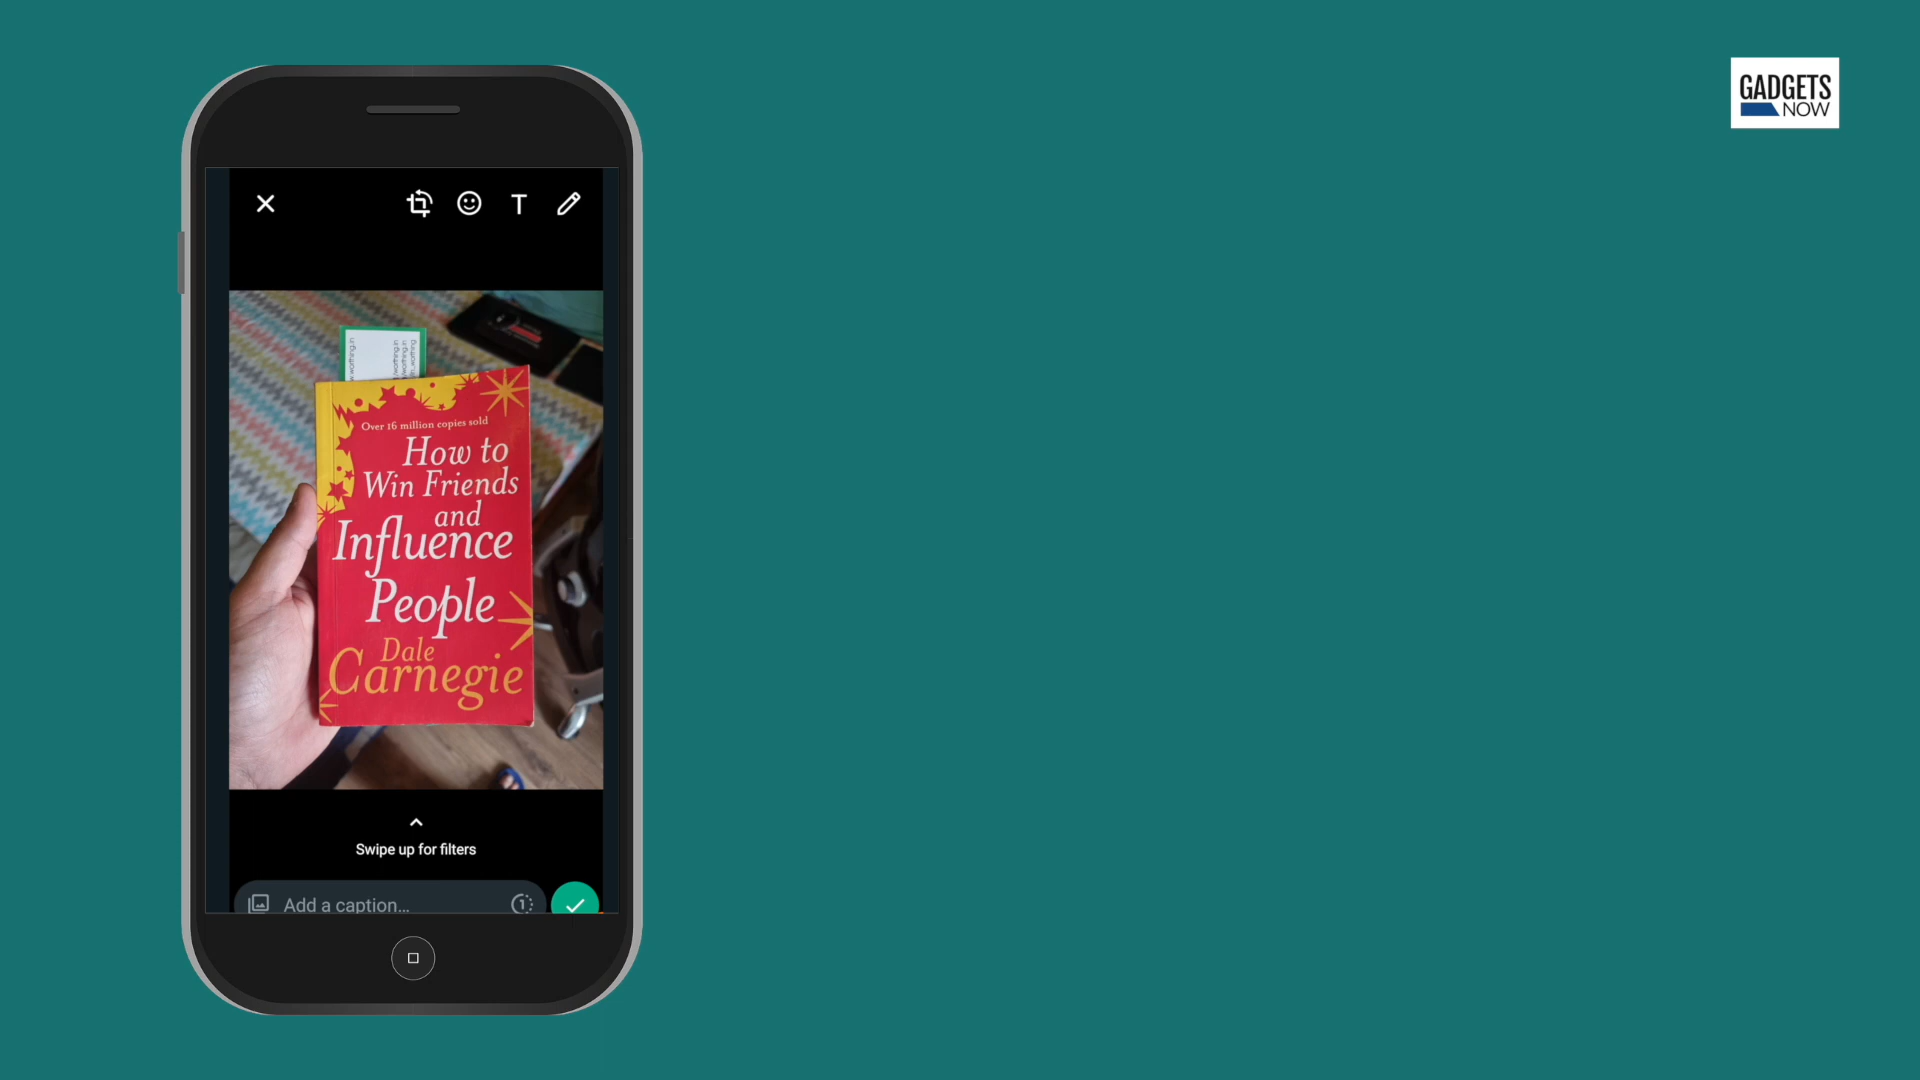 GADGETS
NOW
T
Over 16 million copies sold
How to
Win Friends
and
Influence
People
Dale
Carnegie
Swipe up for filters
Add a caption...
1